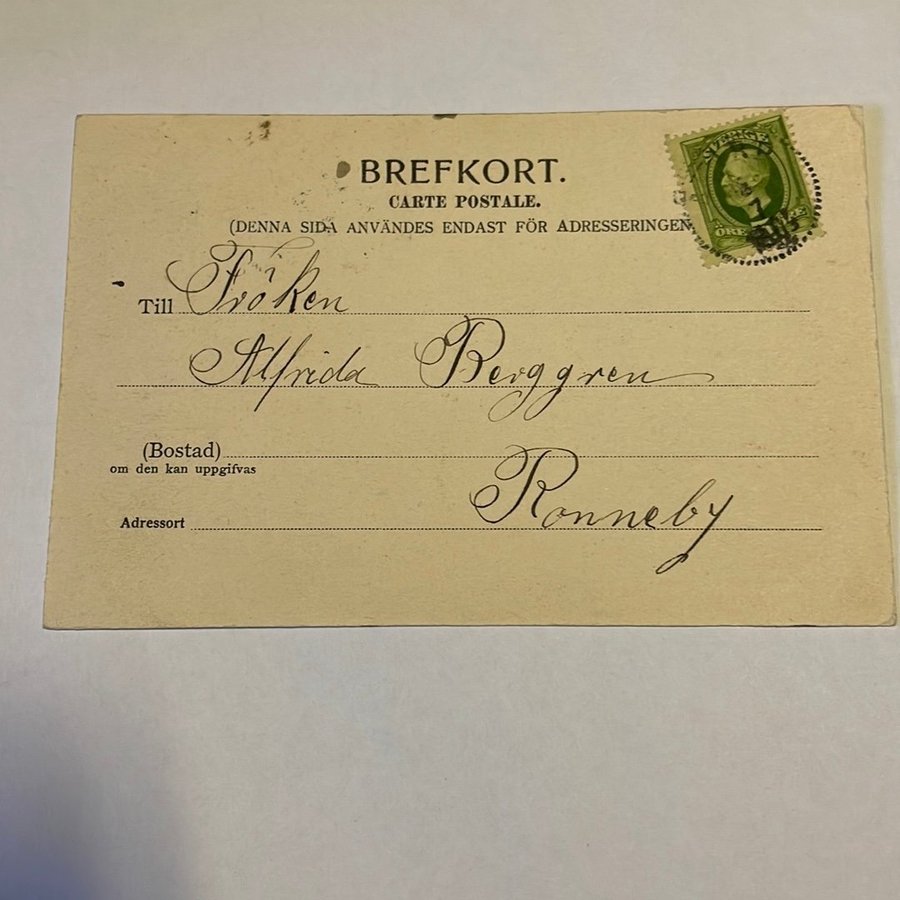 BREFKORT.
CARTE POSTALE.
(DENNA SIDA ANVÄNDES ENDAST FÖR ADRESSERINGEN
SVERIGE
ÖRE
Till Fröken
Alfrida Berggren
(Bostad)
om den kan uppgifvas
Ronneby
Adressort